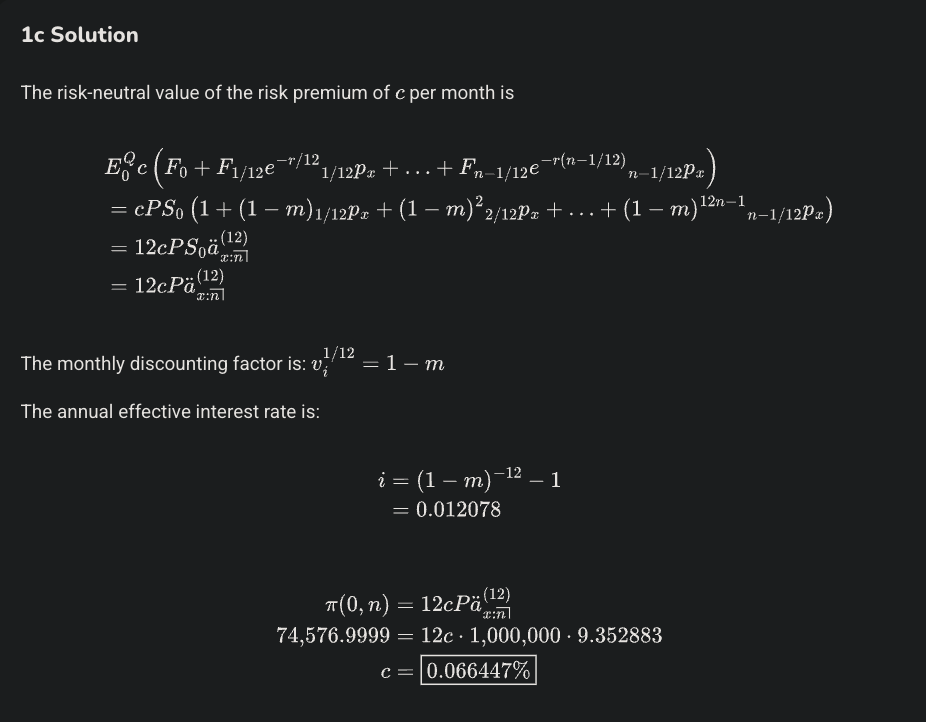 1c Solution
The risk-neutral value of the risk premium of $c$ per month is
$E_0^Q c \left( F_0 + F_{1/12} e^{-r/12} {}_{1/12}p_x + \ldots + F_{n-1/12} e^{-r(n-1/12)} {}_{n-1/12}p_x \right)$
$= cPS_0 \left( 1 + (1-m) {}_{1/12}p_x + (1-m)^2 {}_{2/12}p_x + \ldots + (1-m)^{12n-1} {}_{n-1/12}p_x \right)$
$= 12cPS_0 \ddot{a}_{x:\overline{n}|}^{(12)}$
$= 12cP \ddot{a}_{x:\overline{n}|}^{(12)}$
The monthly discounting factor is: $v_i^{1/12} = 1 - m$
The annual effective interest rate is:
$i = (1-m)^{-12} - 1$
$= 0.012078$
$\pi(0, n) = 12cP \ddot{a}_{x:\overline{n}|}^{(12)}$
$74,576.9999 = 12c \cdot 1,000,000 \cdot 9.352883$
$c = \boxed{0.066447\%}$